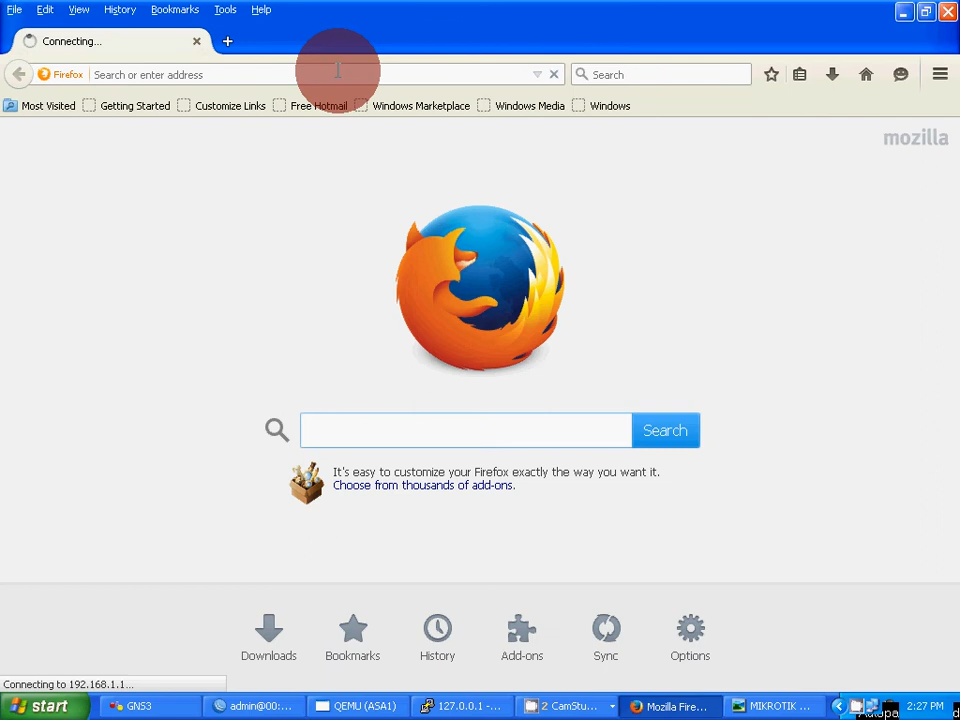 File Edit View History Bookmarks Tools Help
Connecting...
Firefox Search or enter address Search
Most Visited Getting Started Customize Links Free Hotmail Windows Marketplace Windows Media Windows
mozilla
Search
It's easy to customize your Firefox exactly the way you want it.
Choose from thousands of add-ons.
Downloads Bookmarks History Add-ons Sync Options
Connecting to 192.168.1.1...
start GNS3 admin@00:... QEMU (ASA1) 127.0.0.1 -... 2 CamStu... Mozilla Fire... MIKROTIK ... 2:27 PM